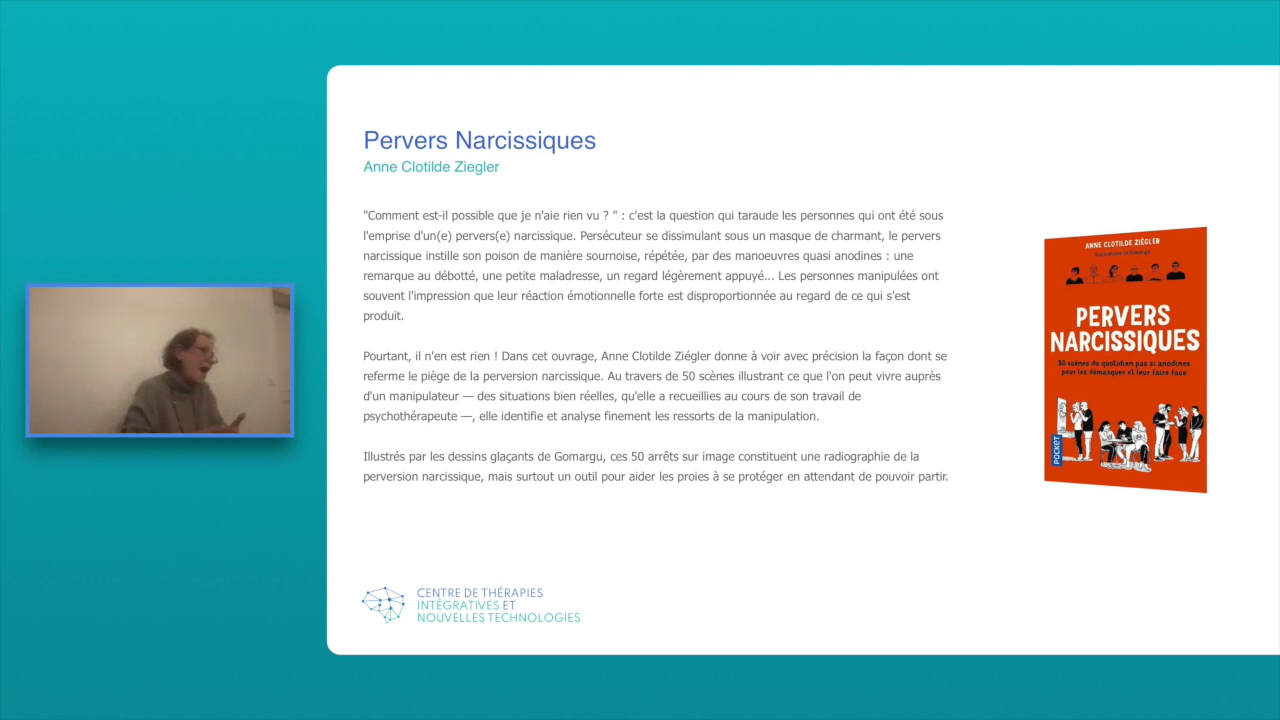 Pervers Narcissiques
Anne Clotilde Ziegler
"Comment est-il possible que je n'aie rien vu ? " : c'est la question qui taraude les personnes qui ont été sous
l'emprise d'un(e) pervers(e) narcissique. Persécuteur se dissimulant sous un masque de charmant, le pervers
narcissique instille son poison de manière sournoise, répétée, par des manoeuvres quasi anodines : une
remarque au débotté, une petite maladresse, un regard légèrement appuyé... Les personnes manipulées ont
souvent l'impression que leur réaction émotionnelle forte est disproportionnée au regard de ce qui s'est
produit.
Pourtant, il n'en est rien ! Dans cet ouvrage, Anne Clotilde Ziégler donne à voir avec précision la façon dont se
referme le piège de la perversion narcissique. Au travers de 50 scènes illustrant ce que l'on peut vivre auprès
d'un manipulateur — des situations bien réelles, qu'elle a recueillies au cours de son travail de
psychothérapeute —, elle identifie et analyse finement les ressorts de la manipulation.
Illustrés par les dessins glaçants de Gomargu, ces 50 arrêts sur image constituent une radiographie de la
perversion narcissique, mais surtout un outil pour aider les proies à se protéger en attendant de pouvoir partir.
ANNE CLOTILDE ZIÉGLER
PERVERS
NARCISSIQUES
50 scènes du quotidien pas si anodines
pour les démasquer et leur faire face
POCKET
CENTRE DE THÉRAPIES
INTÉGRATIVES ET
NOUVELLES TECHNOLOGIES